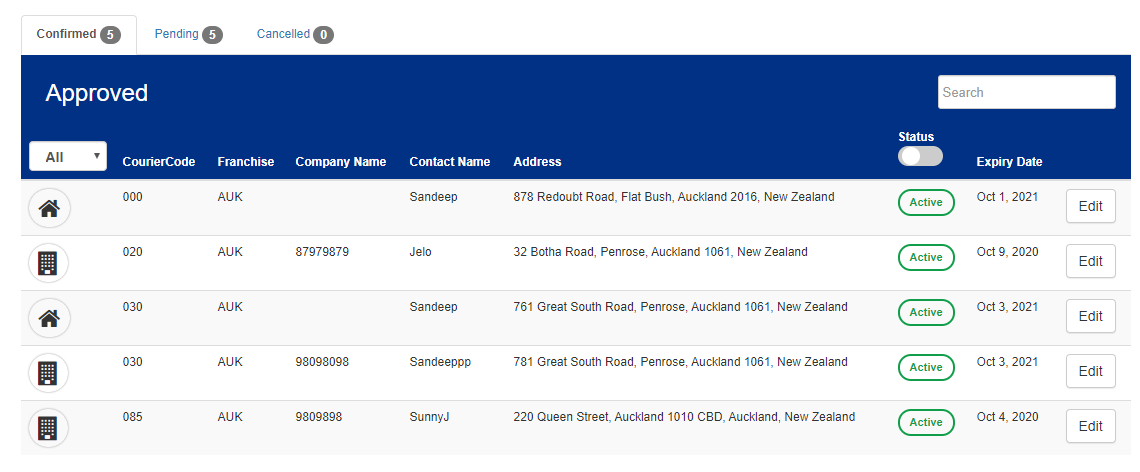 Confirmed 5 Pending 5 Cancelled 0
Approved Search
Status
All CourierCode Franchise Company Name Contact Name Address Expiry Date
000 AUK Sandeep 878 Redoubt Road, Flat Bush, Auckland 2016, New Zealand Active Oct 1, 2021 Edit
020 AUK 87979879 Jelo 32 Botha Road, Penrose, Auckland 1061, New Zealand Active Oct 9, 2020 Edit
030 AUK Sandeep 761 Great South Road, Penrose, Auckland 1061, New Zealand Active Oct 3, 2021 Edit
030 AUK 98098098 Sandeeppp 781 Great South Road, Penrose, Auckland 1061, New Zealand Active Oct 3, 2021 Edit
085 AUK 9809898 SunnyJ 220 Queen Street, Auckland 1010 CBD, Auckland, New Zealand Active Oct 4, 2020 Edit